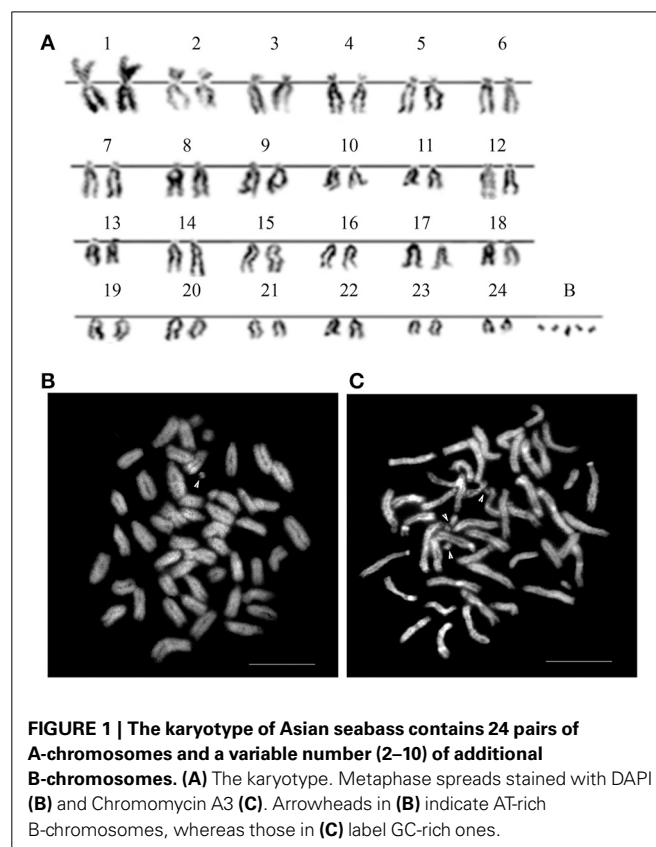 A
1 2 3 4 5 6
7 8 9 10 11 12
13 14 15 16 17 18
19 20 21 22 23 24 B
B C
FIGURE 1 | The karyotype of Asian seabass contains 24 pairs of
A-chromosomes and a variable number (2–10) of additional
B-chromosomes. (A) The karyotype. Metaphase spreads stained with DAPI
(B) and Chromomycin A3 (C). Arrowheads in (B) indicate AT-rich
B-chromosomes, whereas those in (C) label GC-rich ones.